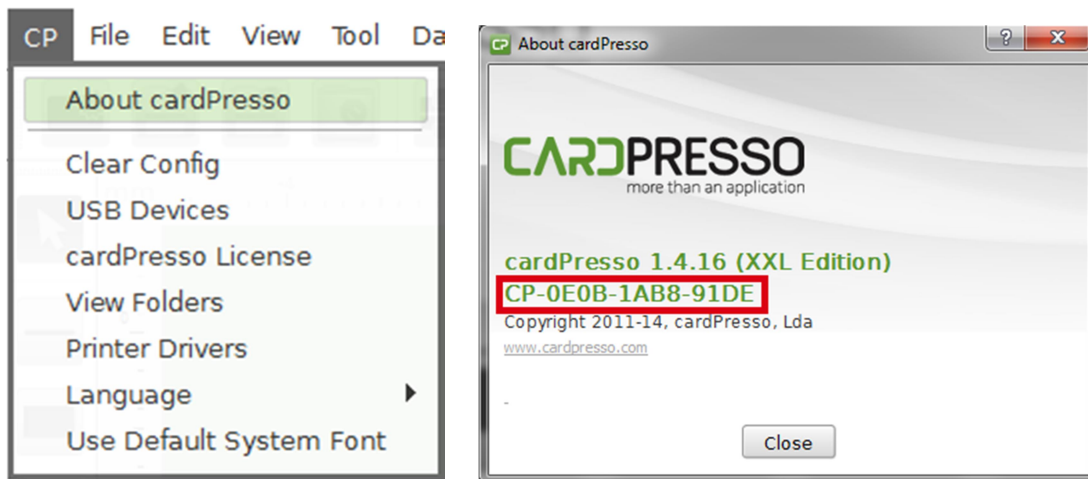 CP File Edit View Tool Da
About cardPresso
Clear Config
USB Devices
cardPresso License
View Folders
Printer Drivers
Language
Use Default System Font
CP About cardPresso ? X
CARDPRESSO
more than an application
cardPresso 1.4.16 (XXL Edition)
CP-0E0B-1AB8-91DE
Copyright 2011-14, cardPresso, Lda
www.cardpresso.com
-
Close